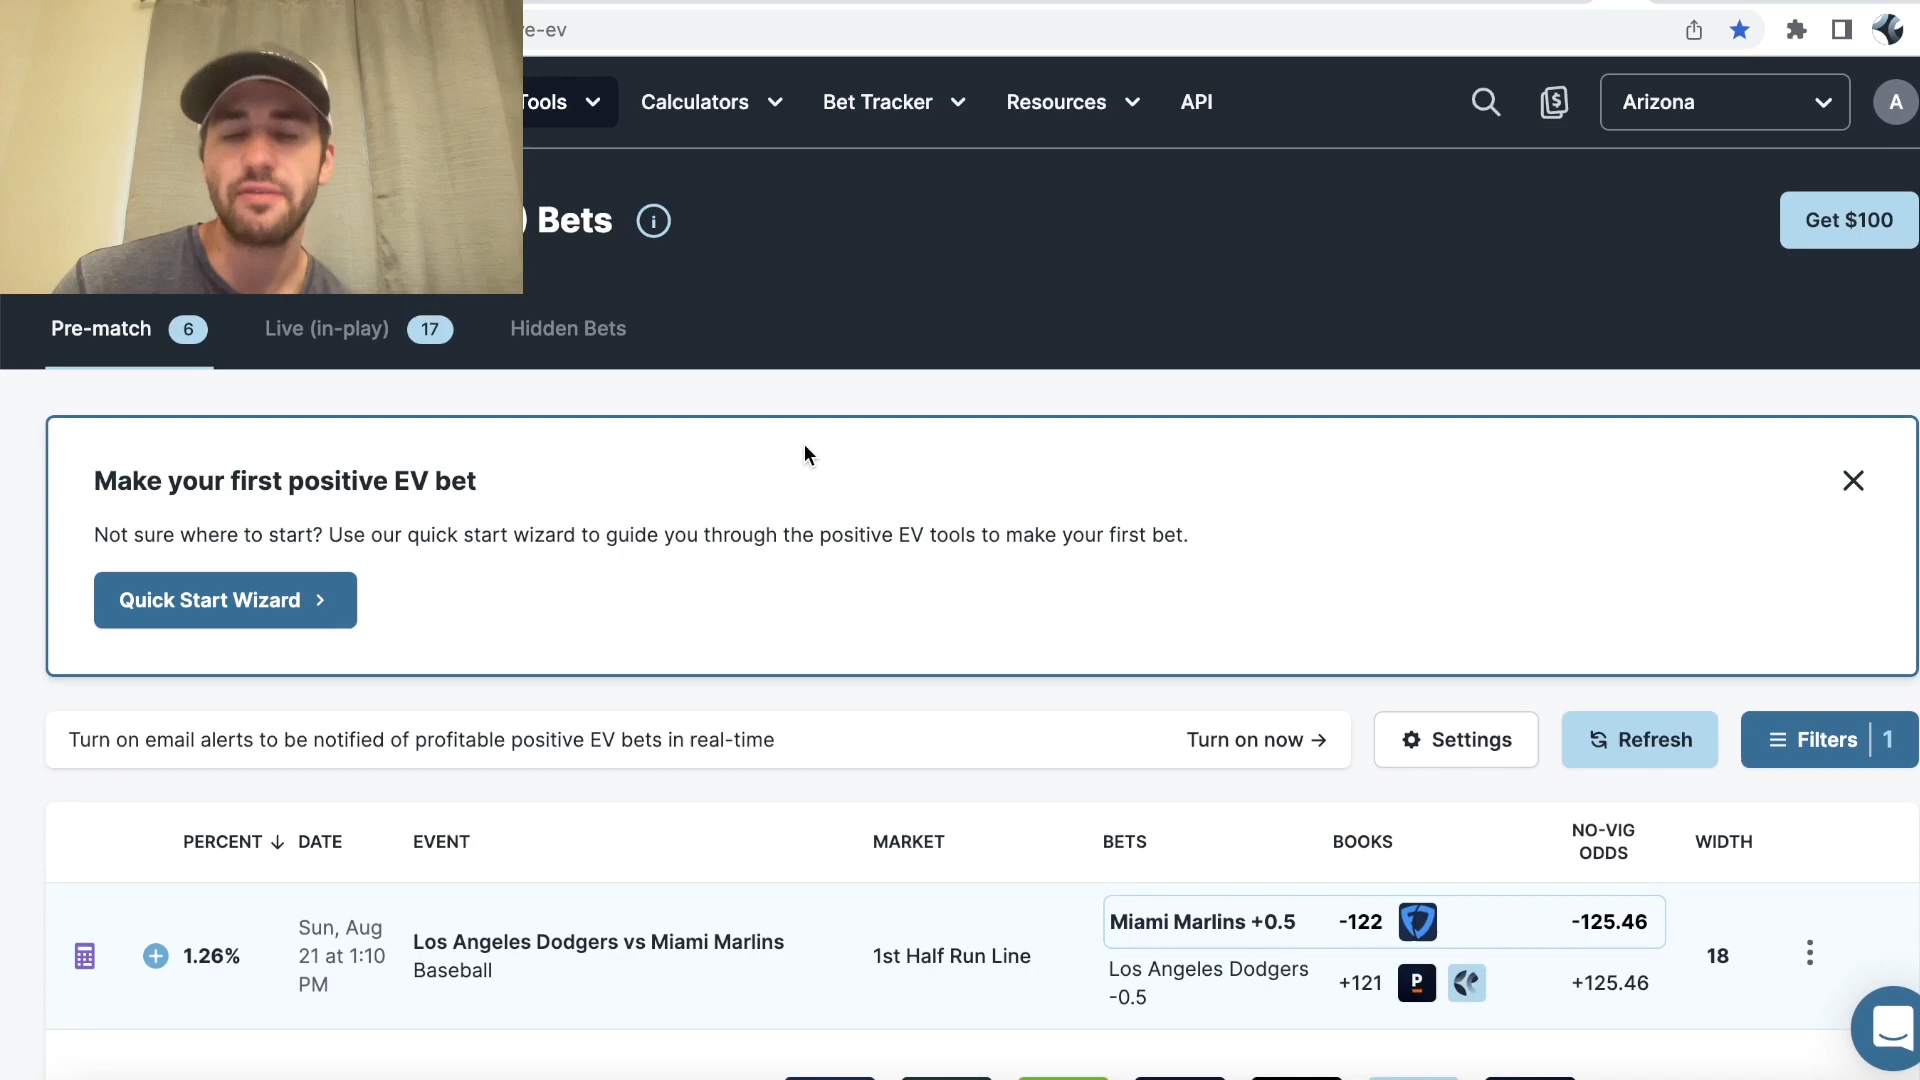 re-ev
Tools
Calculators
Bet Tracker
Resources
API
Arizona
A
) Bets
i
Get $100
Pre-match 6
Live (in-play) 17
Hidden Bets
Make your first positive EV bet
Not sure where to start? Use our quick start wizard to guide you through the positive EV tools to make your first bet.
Quick Start Wizard
Turn on email alerts to be notified of profitable positive EV bets in real-time
Turn on now →
Settings
Refresh
Filters 1
PERCENT ↓
DATE
EVENT
MARKET
BETS
BOOKS
NO-VIG
ODDS
WIDTH
1.26%
Sun, Aug
21 at 1:10
PM
Los Angeles Dodgers vs Miami Marlins
Baseball
1st Half Run Line
Miami Marlins +0.5
-122
-125.46
Los Angeles Dodgers
-0.5
+121
P
+125.46
18